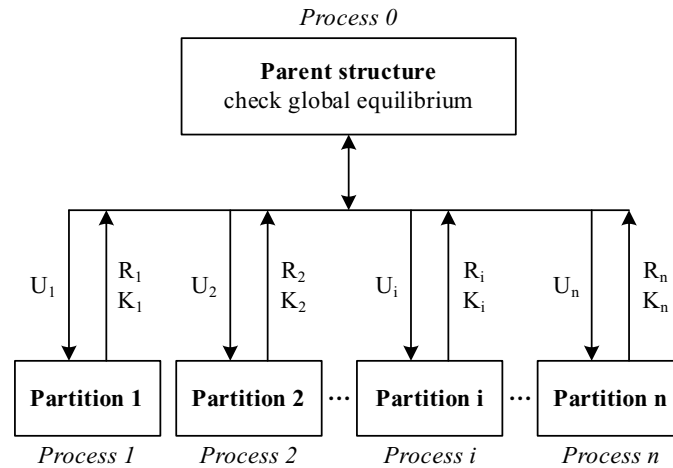 Process 0
Parent structure
check global equilibrium
U₁ R₁ U₂ R₂ Uᵢ Rᵢ Uₙ Rₙ
K₁ K₂ Kᵢ Kₙ
Partition 1 Partition 2 ... Partition i ... Partition n
Process 1 Process 2 Process i Process n